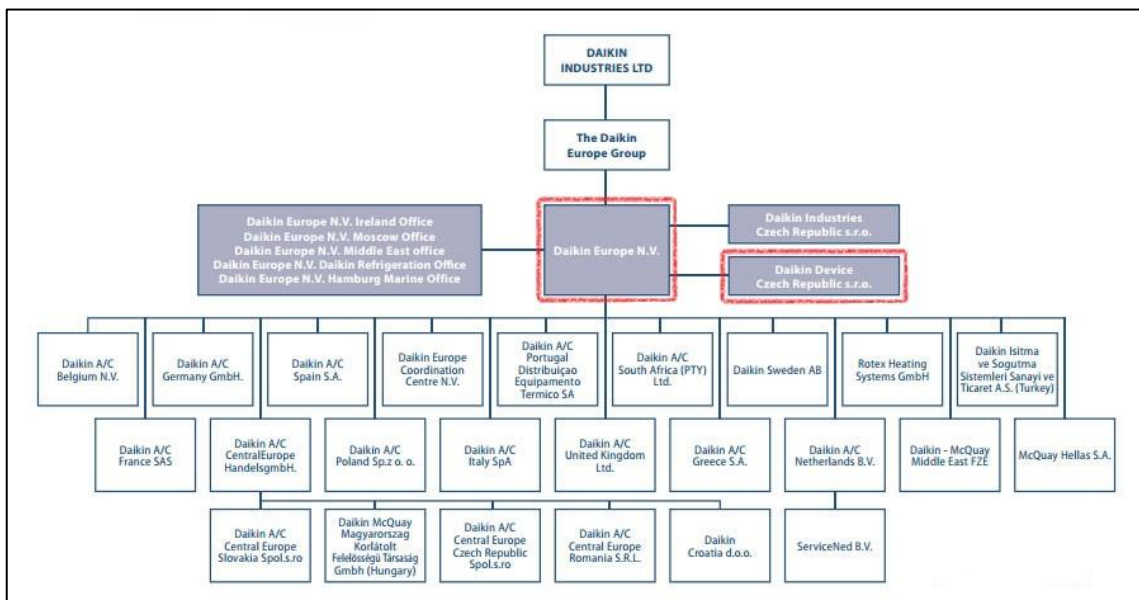 DAIKIN
INDUSTRIES LTD
The Daikin
Europe Group
Daikin Europe N.V. Ireland Office
Daikin Europe N.V. Moscow Office
Daikin Europe N.V. Middle East office
Daikin Europe N.V. Daikin Refrigeration Office
Daikin Europe N.V. Hamburg Marine Office
Daikin Europe N.V.
Daikin Industries
Czech Republic s.r.o.
Daikin Device
Czech Republic s.r.o.
Daikin A/C
Belgium N.V.
Daikin A/C
Germany GmbH.
Daikin A/C
Spain S.A.
Daikin Europe
Coordination
Centre N.V.
Daikin A/C
Portugal
Distribuiçao
Equipamento
Termico SA
Daikin A/C
South Africa (PTY)
Ltd.
Daikin Sweden AB
Rotex Heating
Systems GmbH
Daikin Isitma
ve Sogutma
Sistemleri Sanayi ve
Ticaret A.S. (Turkey)
Daikin A/C
France SAS
Daikin A/C
CentralEurope
HandelsgmbH.
Daikin A/C
Poland Sp.z o. o.
Daikin A/C
Italy SpA
Daikin A/C
United Kingdom
Ltd.
Daikin A/C
Greece S.A.
Daikin A/C
Netherlands B.V.
Daikin - McQuay
Middle East FZE
McQuay Hellas S.A.
Daikin A/C
Central Europe
Slovakia Spol.s.ro
Daikin McQuay
Magyarorszag
Korlátolt
Felelösségü Társaság
Gmbh (Hungary)
Daikin A/C
Central Europe
Czech Republic
Spol.s.ro
Daikin A/C
Central Europe
Romania S.R.L.
Daikin
Croatia d.o.o.
ServiceNed B.V.